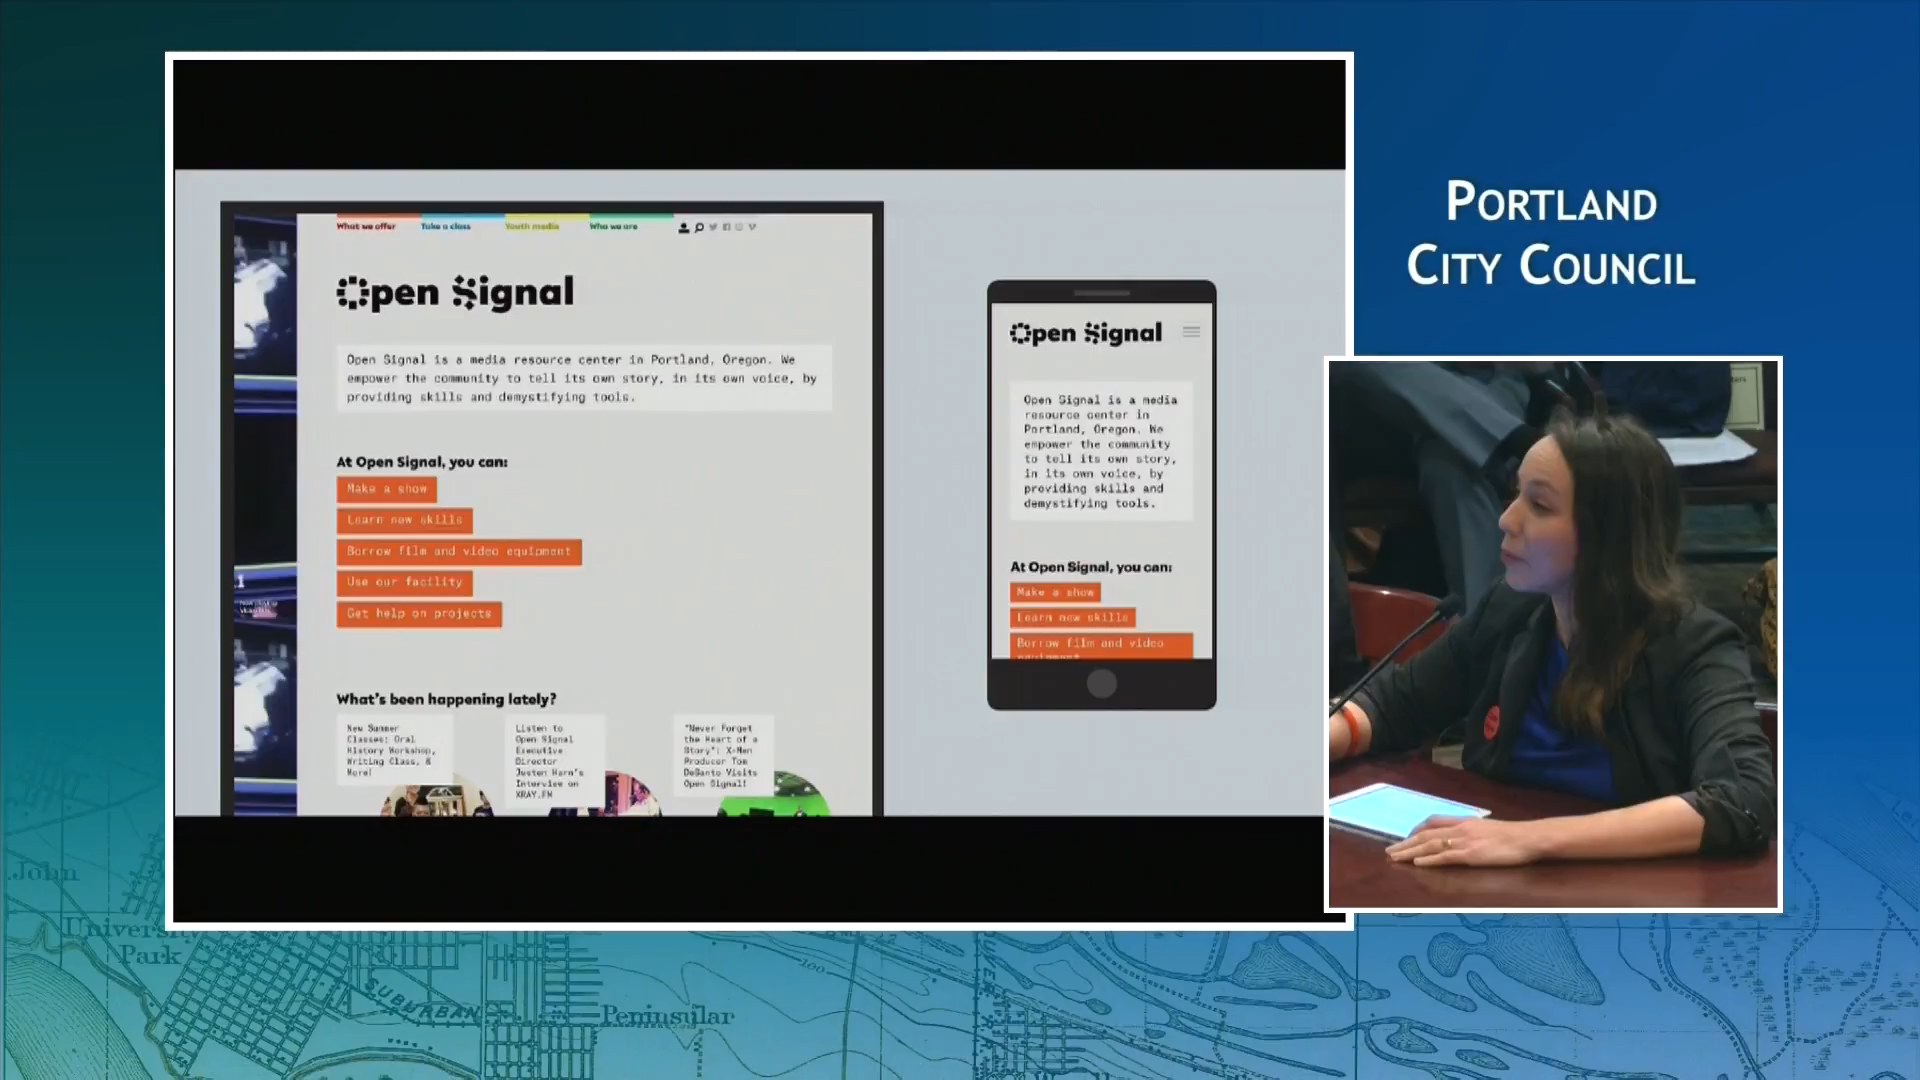 PORTLAND
CITY COUNCIL
What we offer
Take a class
Youth media
Who we are
Open Signal
Open Signal is a media resource center in Portland, Oregon. We
empower the community to tell its own story, in its own voice, by
providing skills and demystifying tools.
At Open Signal, you can:
Make a show
Learn new skills
Borrow film and video equipment
Use our facility
Get help on projects
What's been happening lately?
New Summer
Classes: Oral
History Workshop,
Writing Class, &
More!
Listen to
Open Signal
Executive
Director
Justen Harn's
Interview on
XRAY.FM
"Never Forget
the Heart of a
Story": X-Men
Producer Tom
DeSanto Visits
Open Signal!
Open Signal
Open Signal is a media
resource center in
Portland, Oregon. We
empower the community
to tell its own story,
in its own voice, by
providing skills and
demystifying tools.
At Open Signal, you can:
Make a show
Learn new skills
Borrow film and video
equipment
St. John
University
Park
SUBURBAN
Peninsular
100